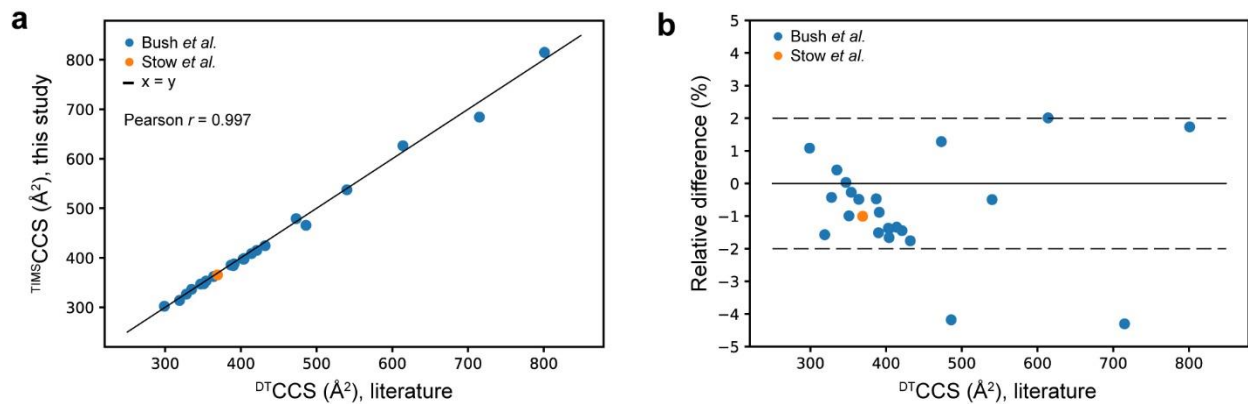 a
Bush et al.
Stow et al.
x = y
Pearson r = 0.997
800
700
600
500
400
300
TIMSCCS (Å²), this study
300 400 500 600 700 800
DTCCS (Å²), literature
b
Bush et al.
Stow et al.
5
4
3
2
1
0
−1
−2
−3
−4
−5
Relative difference (%)
300 400 500 600 700 800
DTCCS (Å²), literature